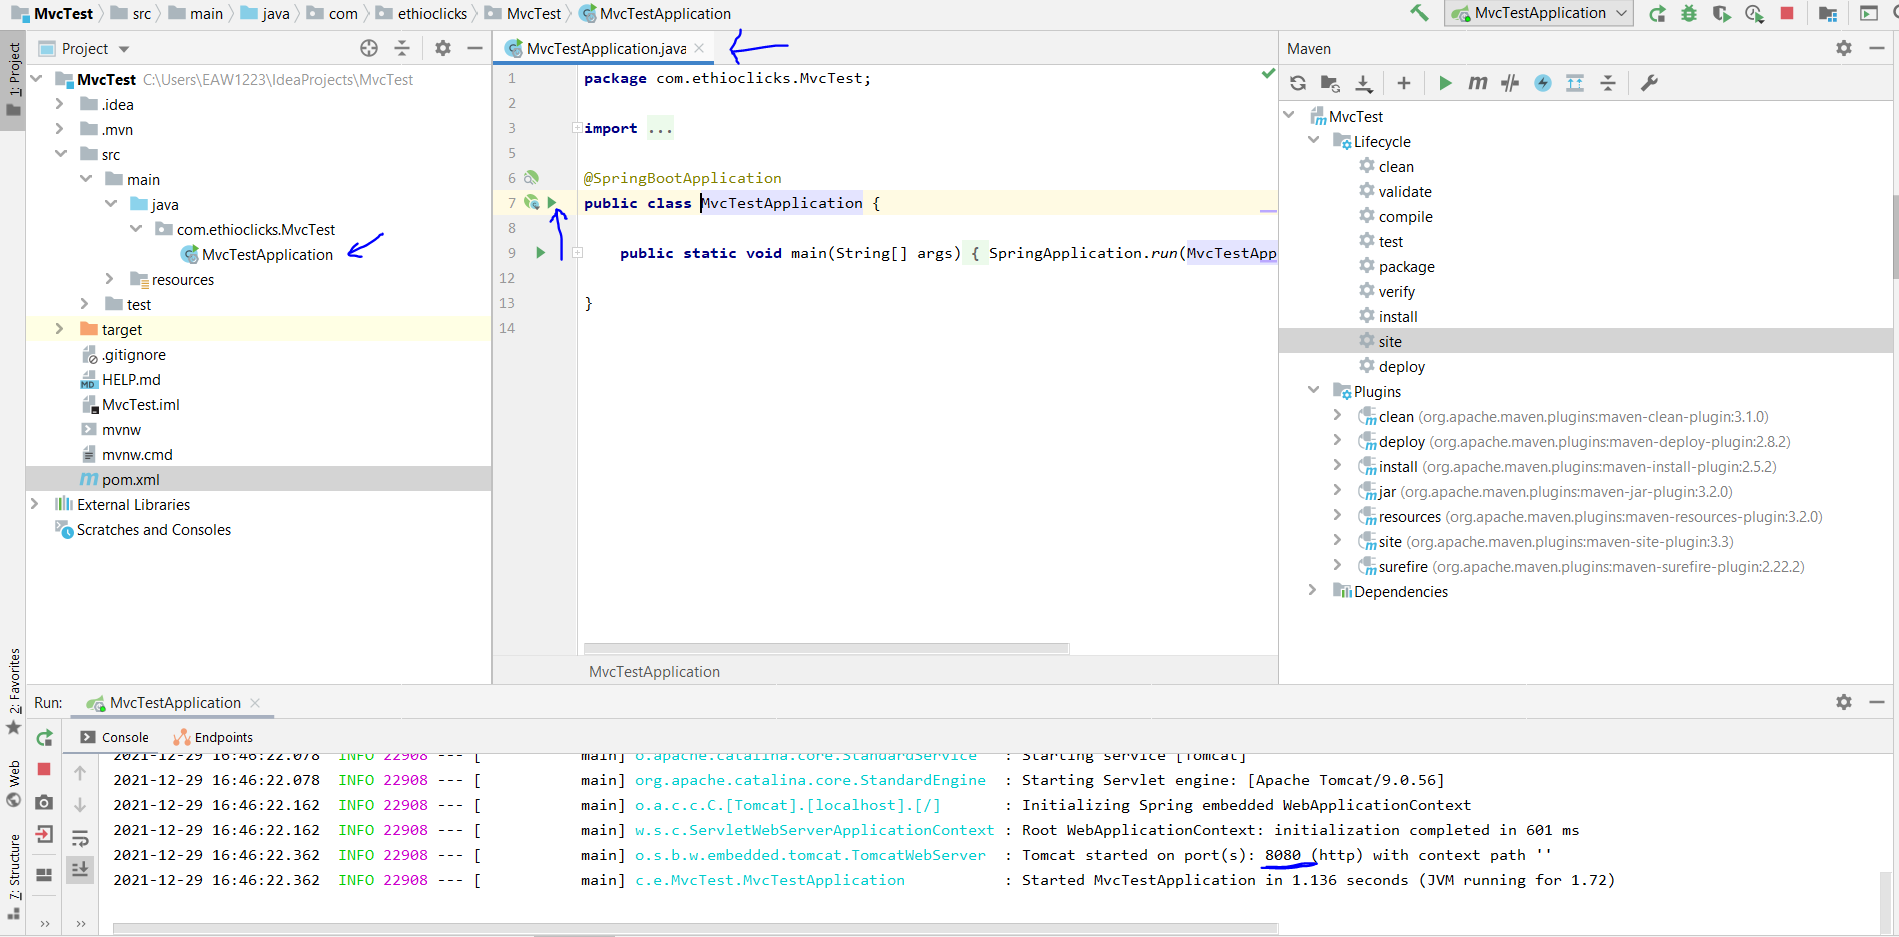 MvcTest src main java com ethioclicks MvcTest MvcTestApplication
MvcTestApplication
1: Project
Project
MvcTest C:\Users\EAW1223\IdeaProjects\MvcTest
.idea
.mvn
src
main
java
com.ethioclicks.MvcTest
MvcTestApplication
resources
test
target
.gitignore
HELP.md
MvcTest.iml
mvnw
mvnw.cmd
pom.xml
External Libraries
Scratches and Consoles
MvcTestApplication.java
1 package com.ethioclicks.MvcTest;
2
3 import ...
5
6 @SpringBootApplication
7 public class MvcTestApplication {
8
9 public static void main(String[] args) { SpringApplication.run(MvcTestApp
12
13 }
14
MvcTestApplication
Maven
MvcTest
Lifecycle
clean
validate
compile
test
package
verify
install
site
deploy
Plugins
clean (org.apache.maven.plugins:maven-clean-plugin:3.1.0)
deploy (org.apache.maven.plugins:maven-deploy-plugin:2.8.2)
install (org.apache.maven.plugins:maven-install-plugin:2.5.2)
jar (org.apache.maven.plugins:maven-jar-plugin:3.2.0)
resources (org.apache.maven.plugins:maven-resources-plugin:3.2.0)
site (org.apache.maven.plugins:maven-site-plugin:3.3)
surefire (org.apache.maven.plugins:maven-surefire-plugin:2.22.2)
Dependencies
2: Favorites
Web
7: Structure
Run: MvcTestApplication
Console Endpoints
2021-12-29 16:46:22.078 INFO 22908 --- [ main] o.apache.catalina.core.StandardService : Starting service [Tomcat]
2021-12-29 16:46:22.078 INFO 22908 --- [ main] org.apache.catalina.core.StandardEngine : Starting Servlet engine: [Apache Tomcat/9.0.56]
2021-12-29 16:46:22.162 INFO 22908 --- [ main] o.a.c.c.C.[Tomcat].[localhost].[/] : Initializing Spring embedded WebApplicationContext
2021-12-29 16:46:22.162 INFO 22908 --- [ main] w.s.c.ServletWebServerApplicationContext : Root WebApplicationContext: initialization completed in 601 ms
2021-12-29 16:46:22.362 INFO 22908 --- [ main] o.s.b.w.embedded.tomcat.TomcatWebServer : Tomcat started on port(s): 8080 (http) with context path ''
2021-12-29 16:46:22.362 INFO 22908 --- [ main] c.e.MvcTest.MvcTestApplication : Started MvcTestApplication in 1.136 seconds (JVM running for 1.72)